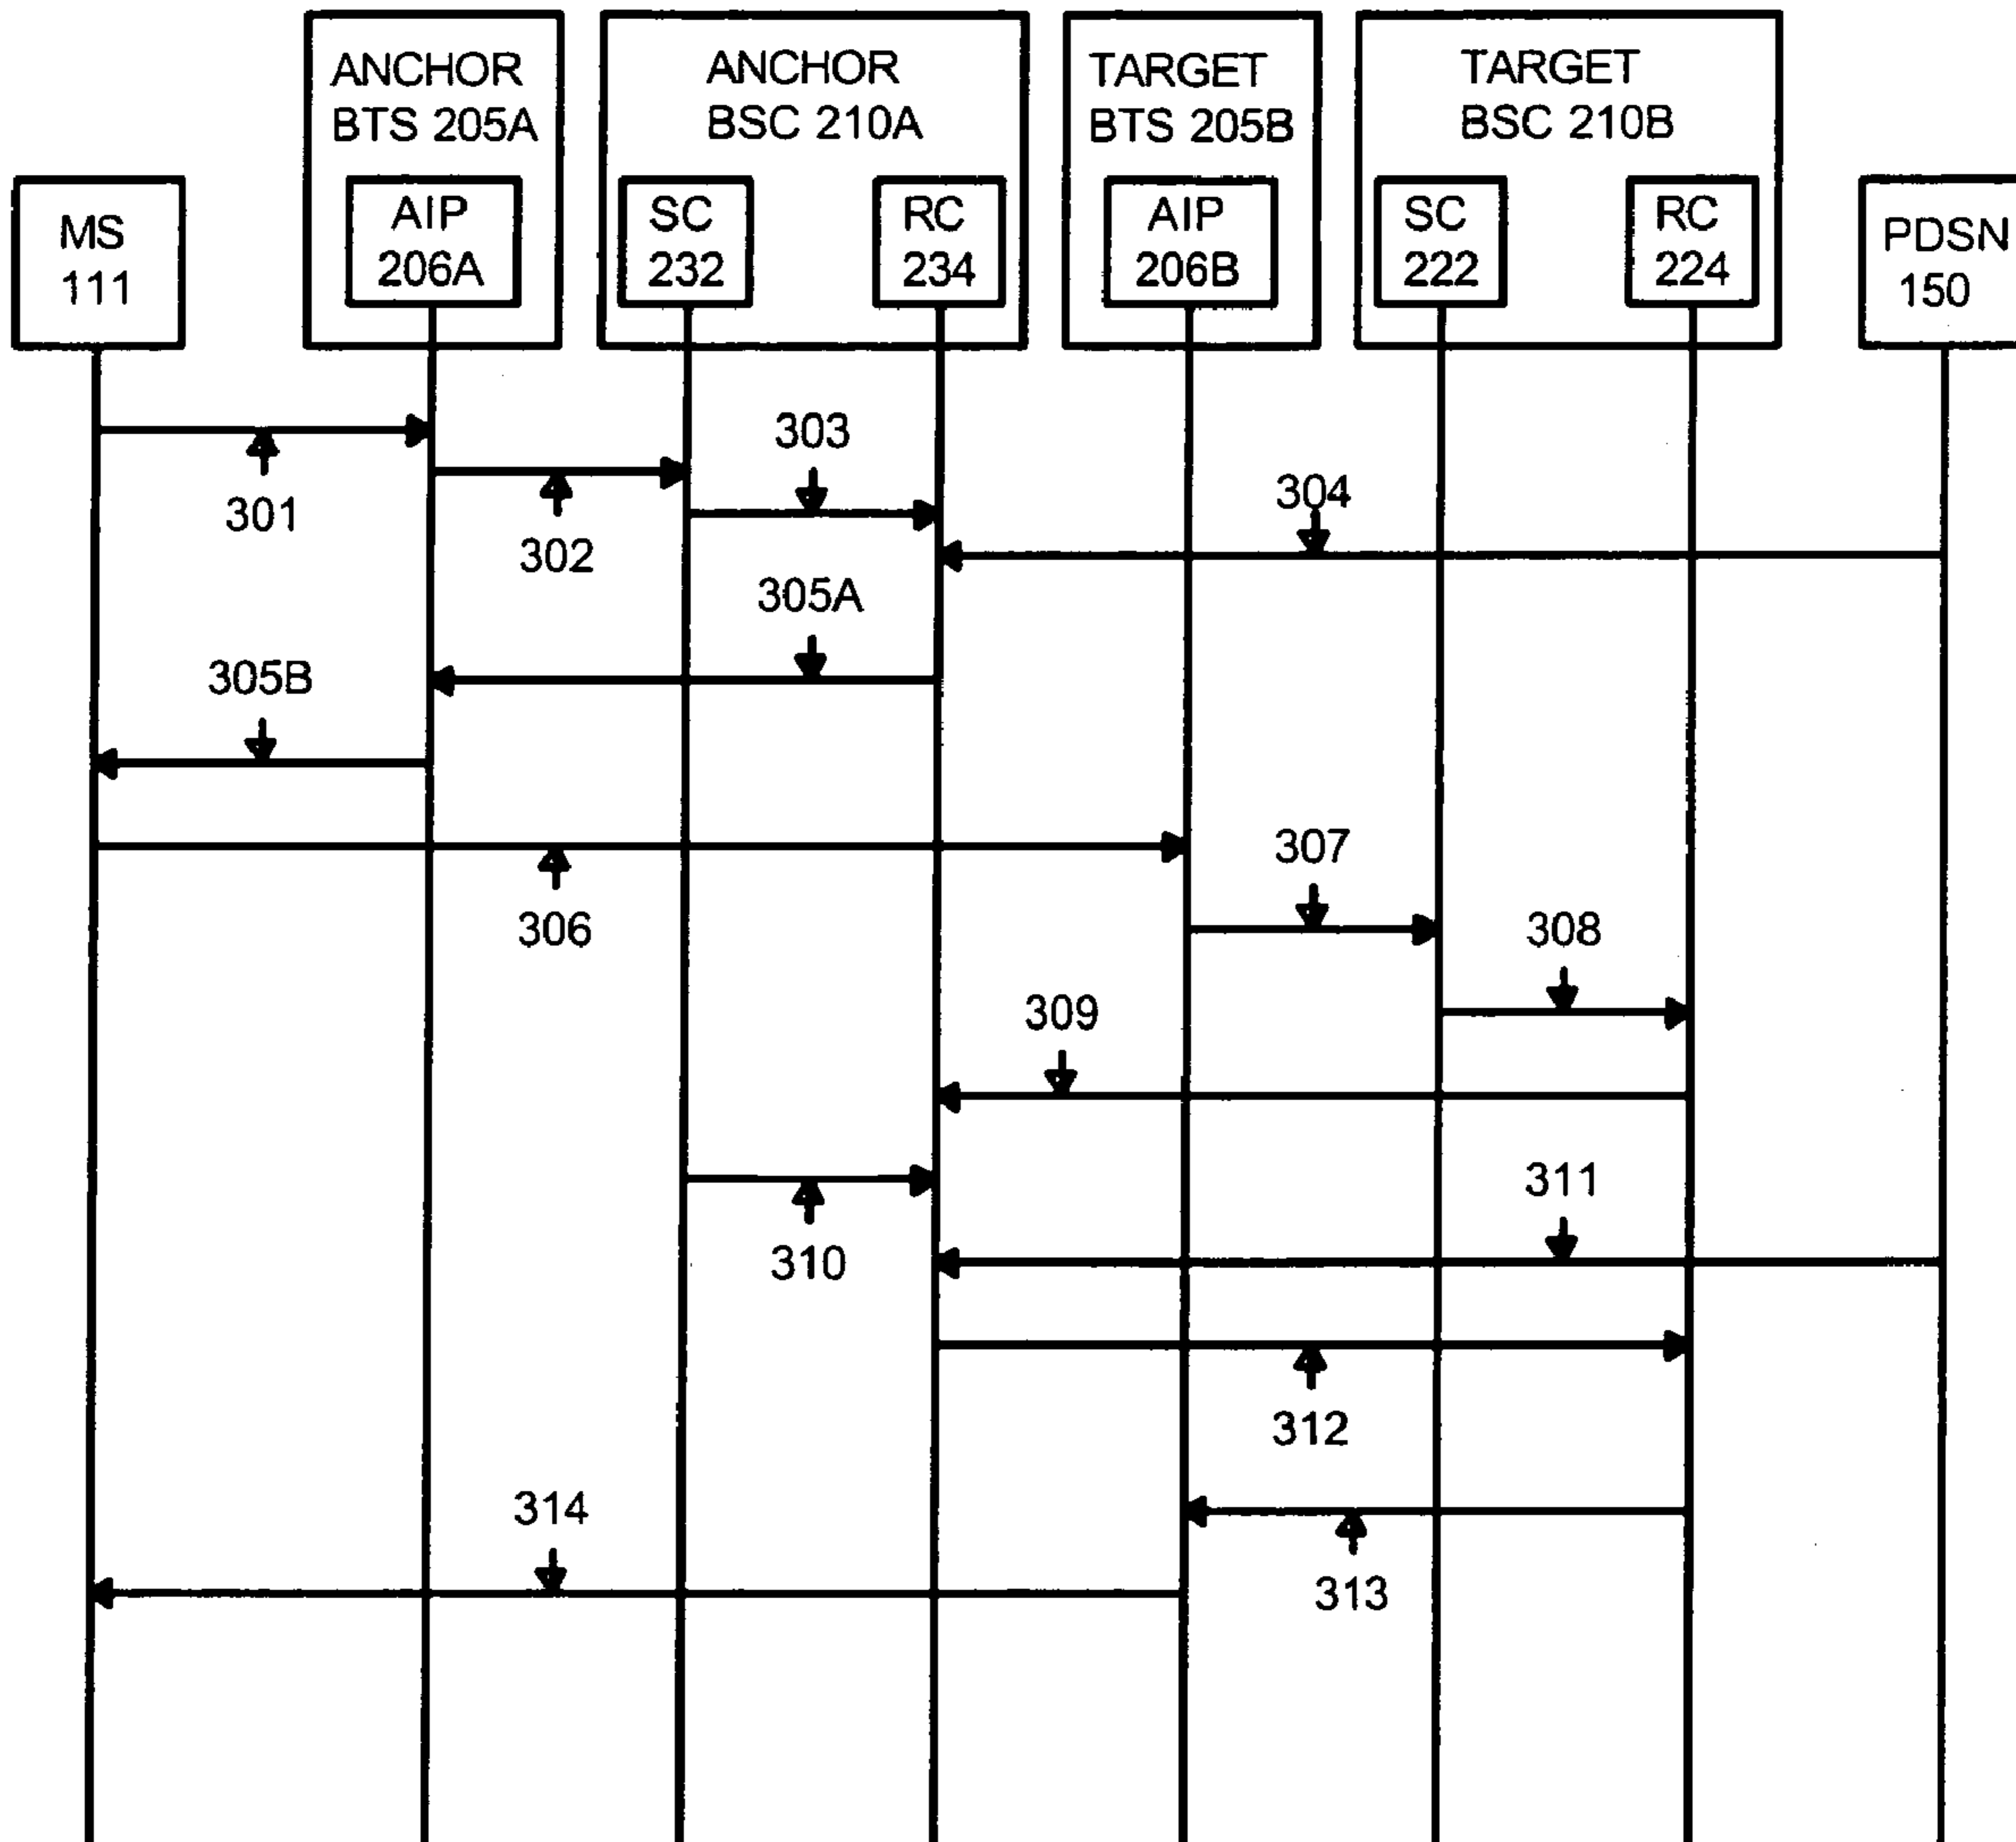 ANCHOR
BTS 205A
ANCHOR
BSC 210A
TARGET
BTS 205B
TARGET
BSC 210B
MS
111
AIP
206A
SC
232
RC
234
AIP
206B
SC
222
RC
224
PDSN
150
301
302
303
304
305A
305B
306
307
308
309
310
311
312
313
314